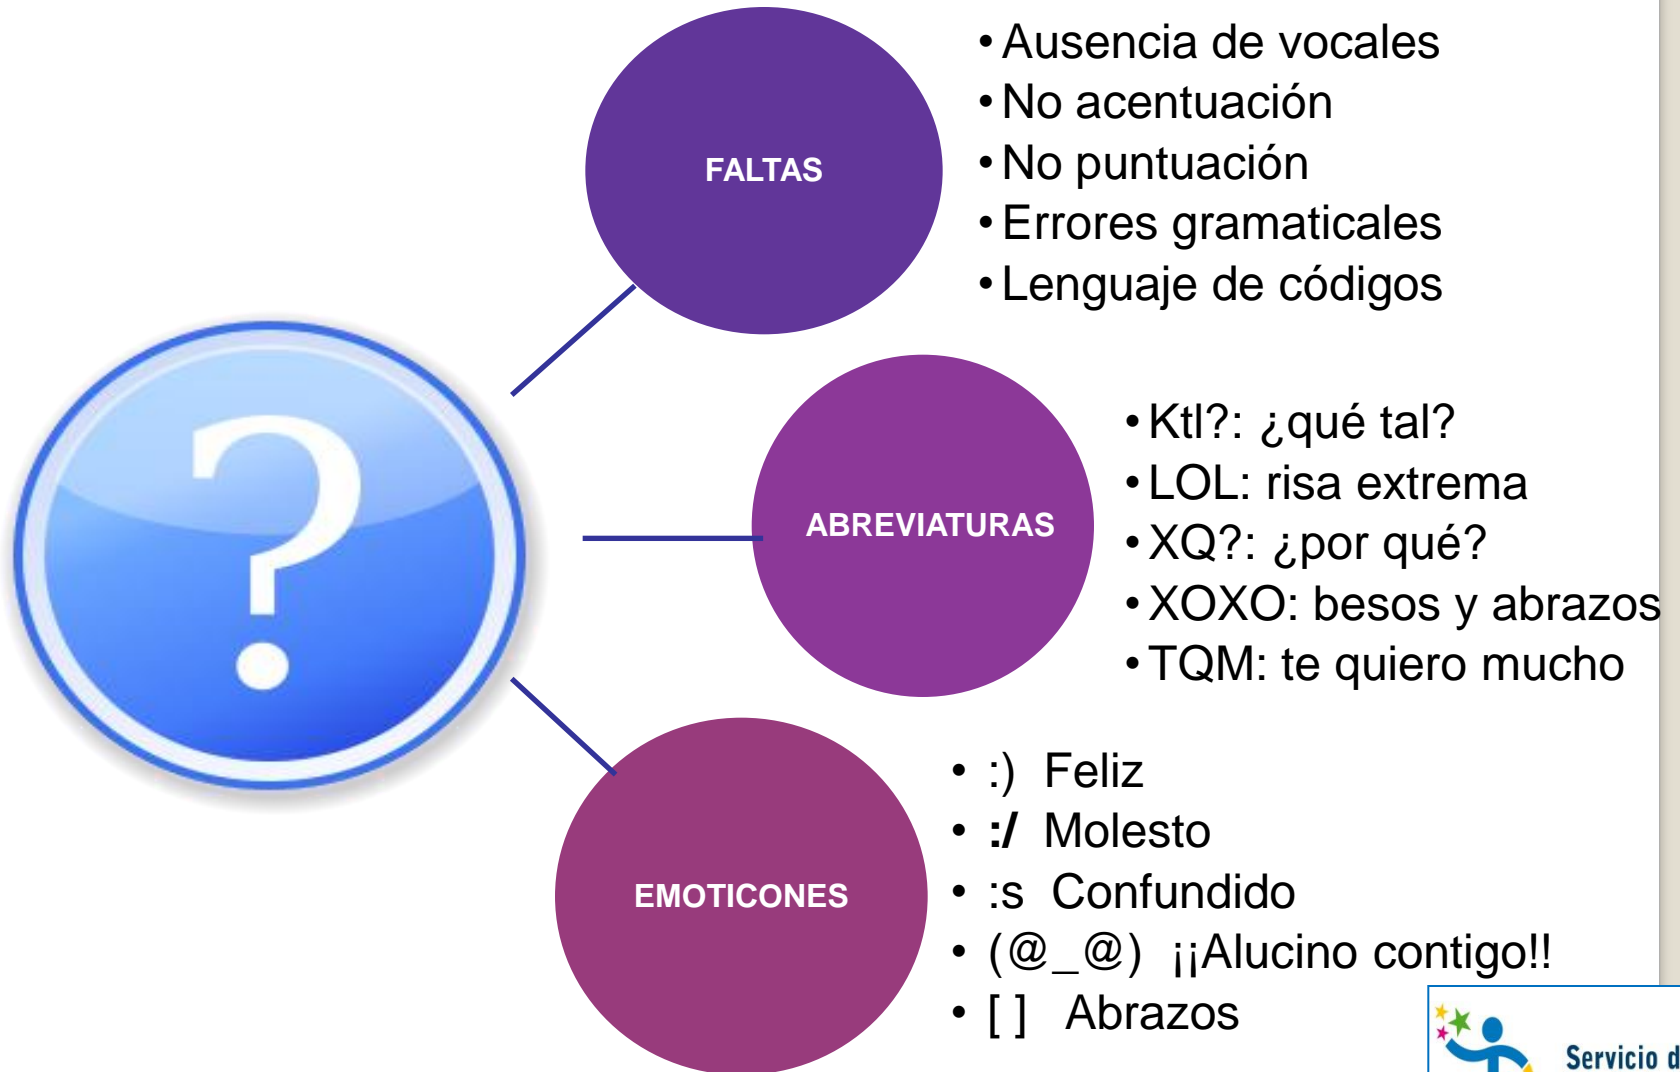 ?
FALTAS
• Ausencia de vocales
• No acentuación
• No puntuación
• Errores gramaticales
• Lenguaje de códigos
ABREVIATURAS
• Ktl?: ¿qué tal?
• LOL: risa extrema
• XQ?: ¿por qué?
• XOXO: besos y abrazos
• TQM: te quiero mucho
EMOTICONES
• :) Feliz
• :/ Molesto
• :s Confundido
• (@_@) ¡¡Alucino contigo!!
• [ ] Abrazos
Servicio d